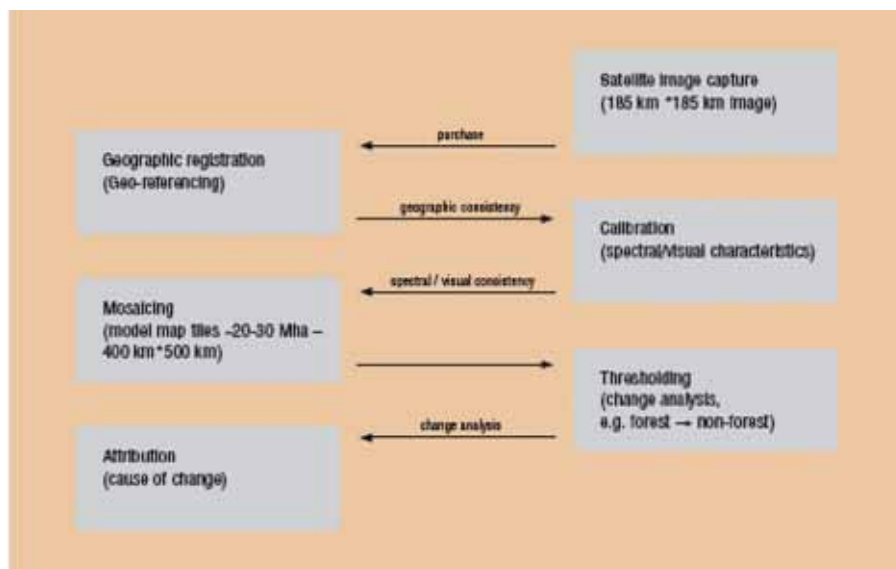 Satellite image capture
(185 km *185 km image)
purchase
Geographic registration
(Geo-referencing)
geographic consistency
Calibration
(spectral/visual characteristics)
spectral / visual consistency
Mosaicing
(model map tiles ~20-30 Mha –
400 km*500 km)
Thresholding
(change analysis,
e.g. forest → non-forest)
change analysis
Attribution
(cause of change)